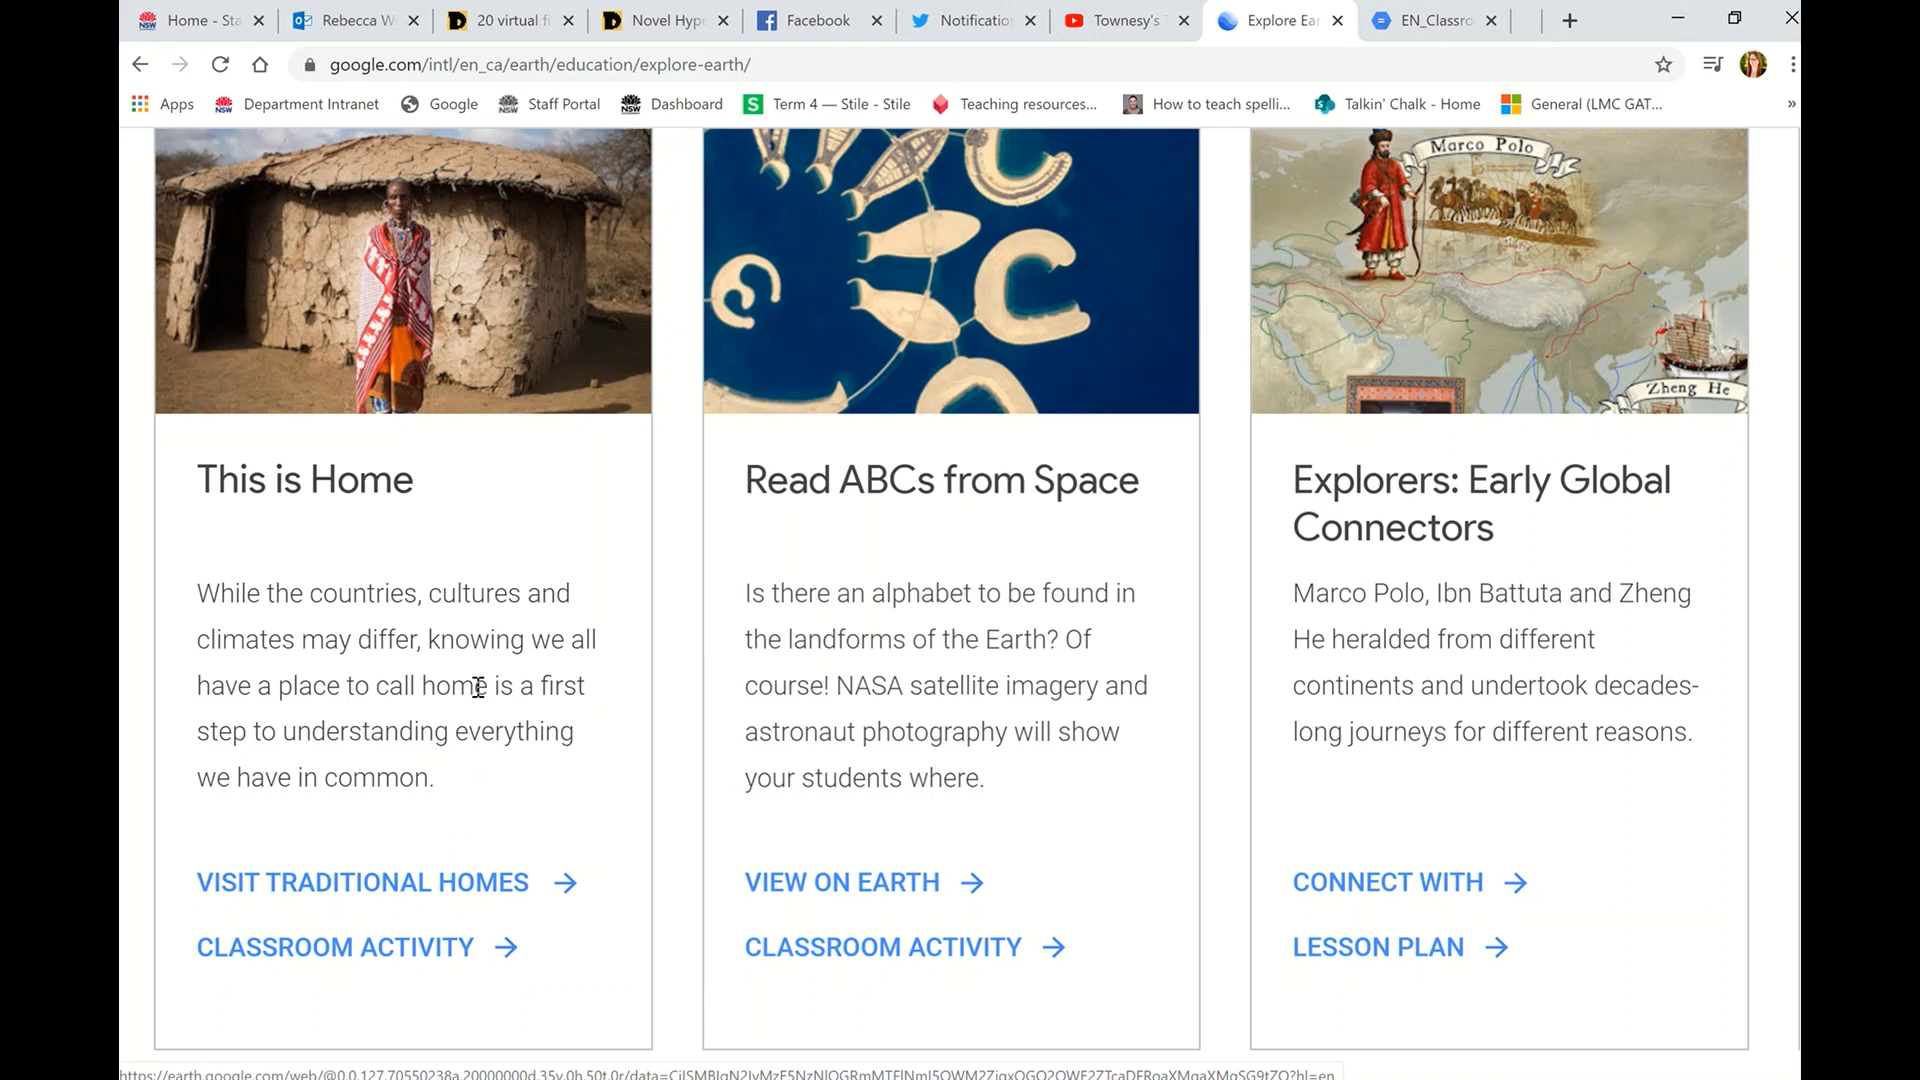 Home - Sta
Rebecca W
20 virtual fi
Novel Hype
Facebook
Notificatio
Townesy's T
Explore Ear
EN_Classro
google.com/intl/en_ca/earth/education/explore-earth/
Apps
Department Intranet
Google
Staff Portal
Dashboard
Term 4 — Stile - Stile
Teaching resources...
How to teach spelli...
Talkin' Chalk - Home
General (LMC GAT...
»
Marco Polo
Zheng He
This is Home
While the countries, cultures and
climates may differ, knowing we all
have a place to call home is a first
step to understanding everything
we have in common.
VISIT TRADITIONAL HOMES →
CLASSROOM ACTIVITY →
Read ABCs from Space
Is there an alphabet to be found in
the landforms of the Earth? Of
course! NASA satellite imagery and
astronaut photography will show
your students where.
VIEW ON EARTH →
CLASSROOM ACTIVITY →
Explorers: Early Global
Connectors
Marco Polo, Ibn Battuta and Zheng
He heralded from different
continents and undertook decades-
long journeys for different reasons.
CONNECT WITH →
LESSON PLAN →